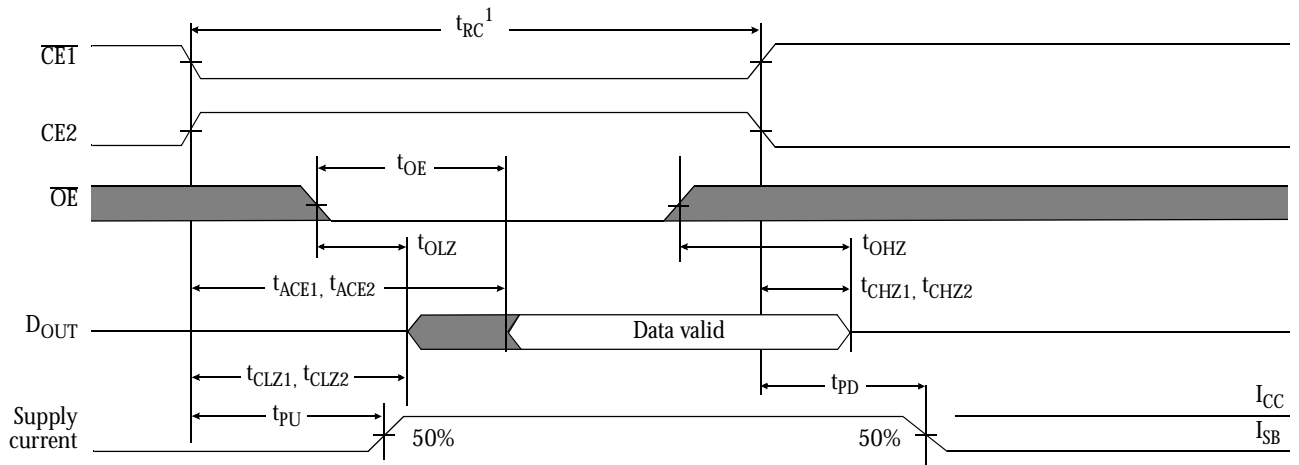 tRC1
CE1
CE2
tOE
OE
tOLZ
tOHZ
tACE1, tACE2
tCHZ1, tCHZ2
DOUT
Data valid
tCLZ1, tCLZ2
tPD
tPU
ICC
Supply
current
50%
50%
ISB